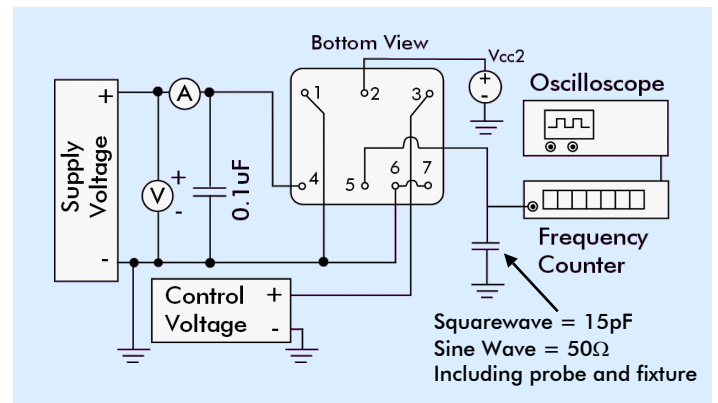 Bottom View
Vcc2
Oscilloscope
Supply
Voltage
+
-
A
V
+
-
0.1uF
1
2
3
4
5
6
7
+
-
Frequency
Counter
Control
Voltage
+
-
Squarewave = 15pF
Sine Wave = 50Ω
Including probe and fixture